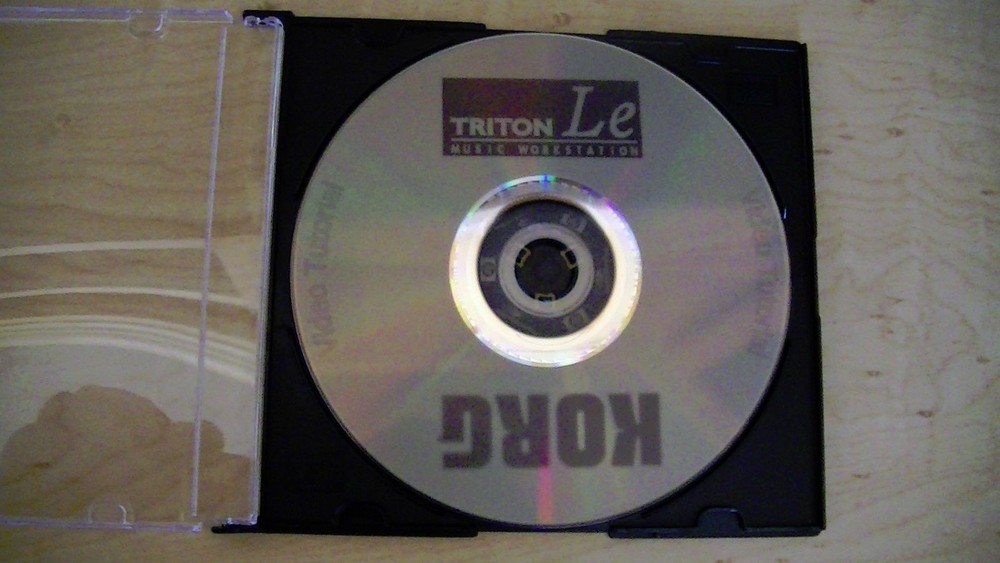 TRITON Le
MUSIC WORKSTATION
Video Tutorial
Video Tutorial
KORG